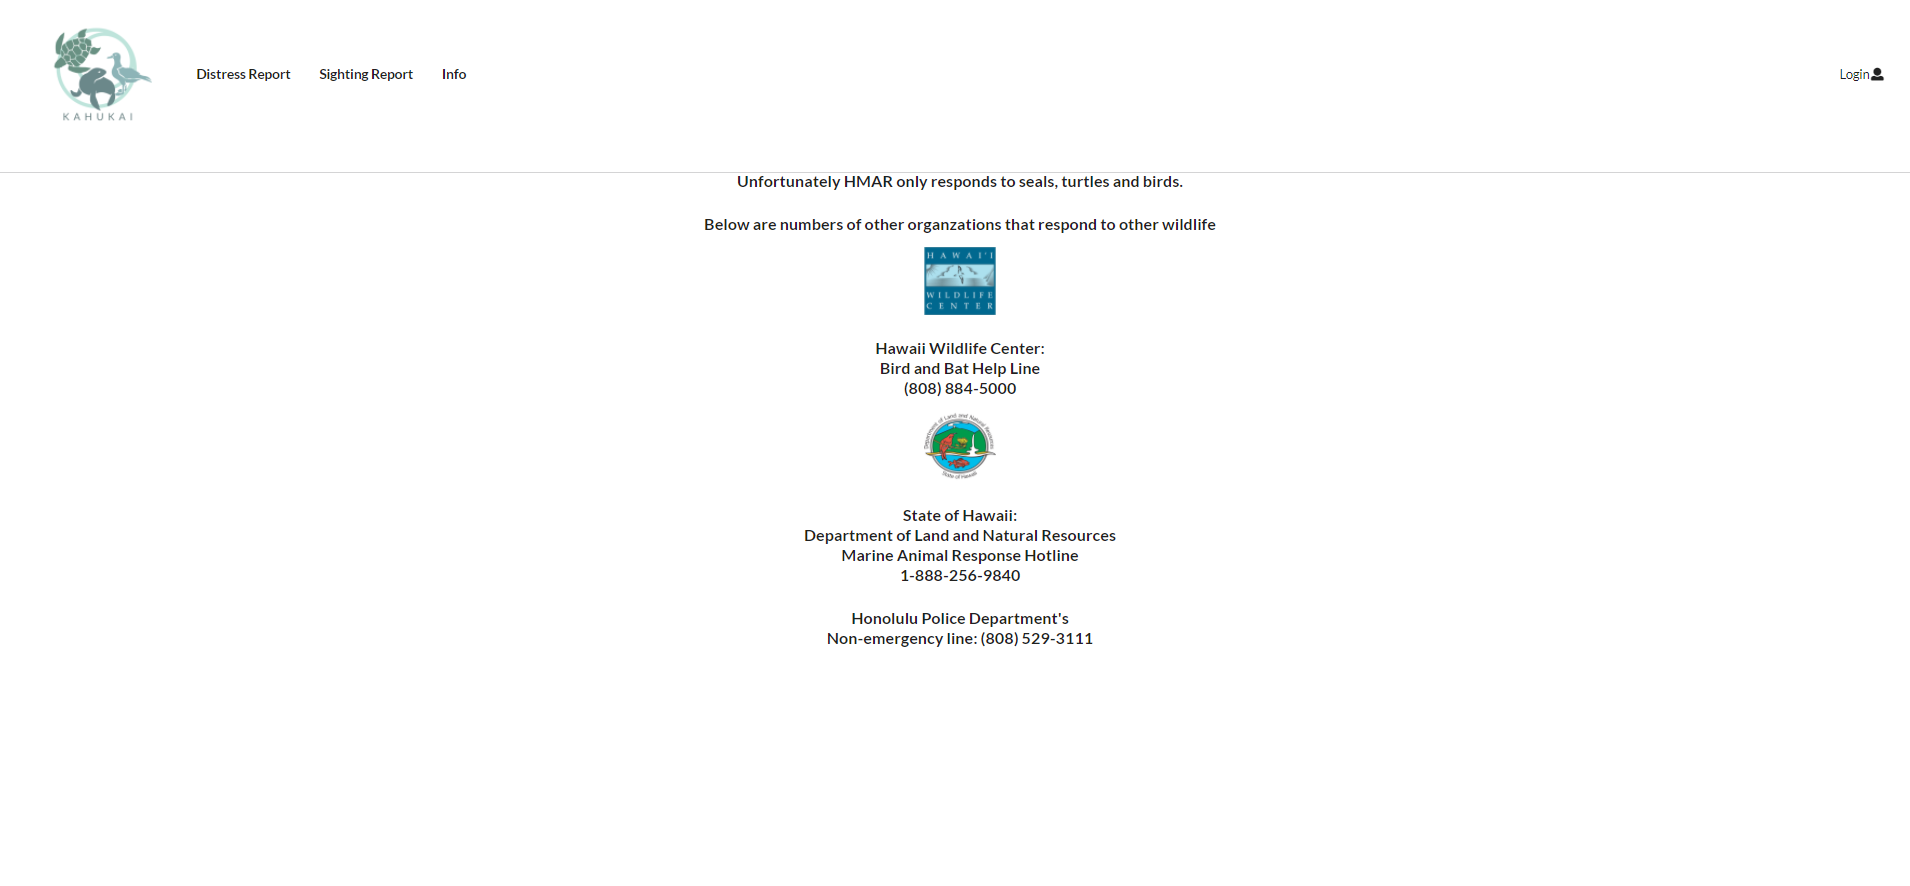 KAHUKAI
Distress Report
Sighting Report
Info
Login
Unfortunately HMAR only responds to seals, turtles and birds.
Below are numbers of other organzations that respond to other wildlife
HAWAI'I
WILDLIFE
CENTER
Hawaii Wildlife Center:
Bird and Bat Help Line
(808) 884-5000
Department of Land and Natural Resources
State of Hawaii
State of Hawaii:
Department of Land and Natural Resources
Marine Animal Response Hotline
1-888-256-9840
Honolulu Police Department's
Non-emergency line: (808) 529-3111